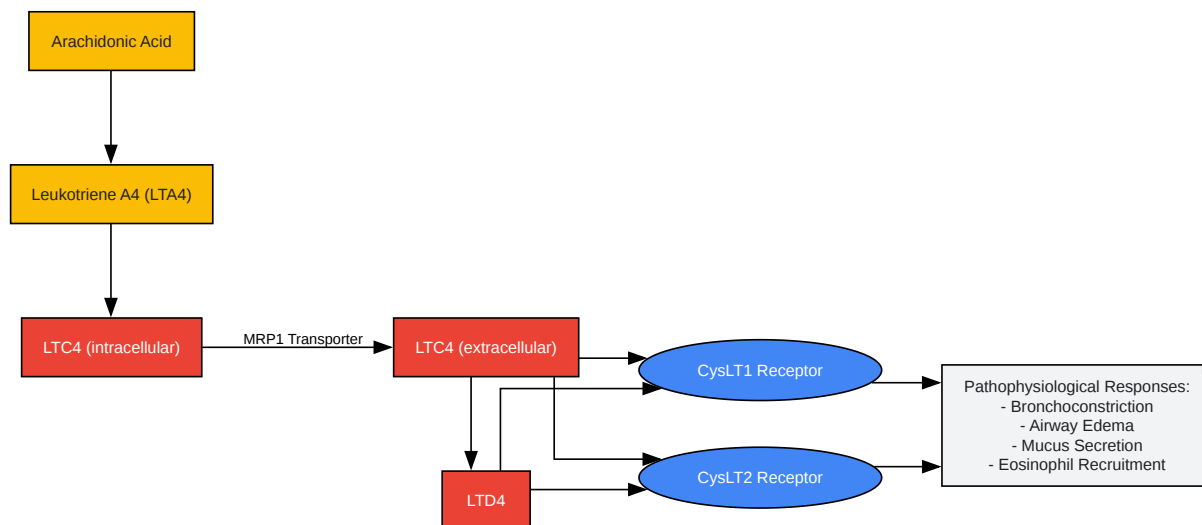 Arachidonic Acid
Leukotriene A4 (LTA4)
LTC4 (intracellular)
MRP1 Transporter
LTC4 (extracellular)
CysLT1 Receptor
Pathophysiological Responses:
- Bronchoconstriction
- Airway Edema
- Mucus Secretion
- Eosinophil Recruitment
CysLT2 Receptor
LTD4